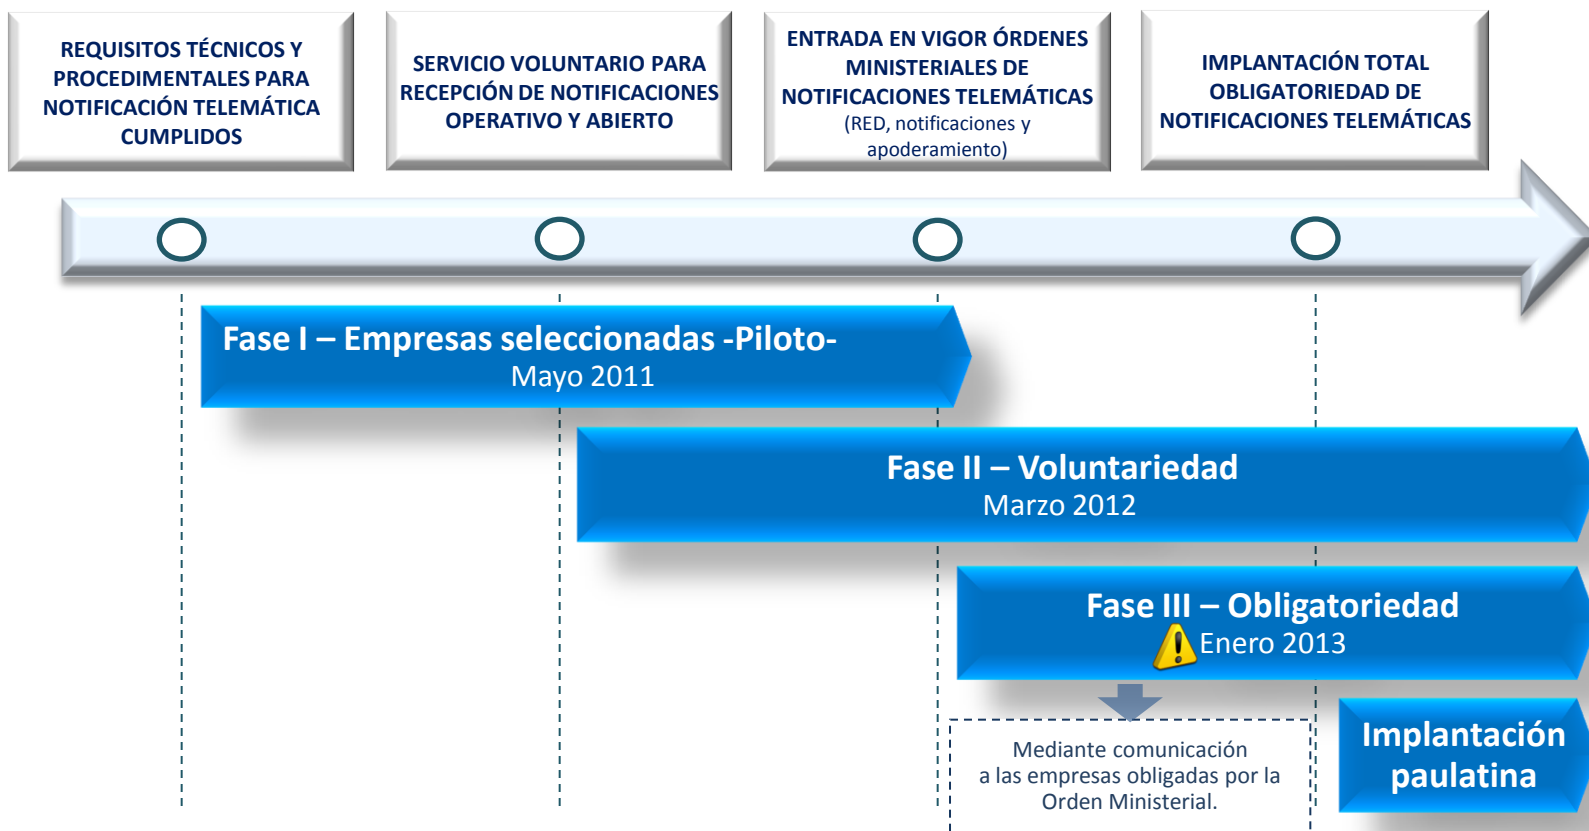 REQUISITOS TÉCNICOS Y
PROCEDIMENTALES PARA
NOTIFICACIÓN TELEMÁTICA
CUMPLIDOS
SERVICIO VOLUNTARIO PARA
RECEPCIÓN DE NOTIFICACIONES
OPERATIVO Y ABIERTO
ENTRADA EN VIGOR ÓRDENES
MINISTERIALES DE
NOTIFICACIONES TELEMÁTICAS
(RED, notificaciones y
apoderamiento)
IMPLANTACIÓN TOTAL
OBLIGATORIEDAD DE
NOTIFICACIONES TELEMÁTICAS
Fase I – Empresas seleccionadas -Piloto-
Mayo 2011
Fase II – Voluntariedad
Marzo 2012
Fase III – Obligatoriedad
Enero 2013
Mediante comunicación
a las empresas obligadas por la
Orden Ministerial.
Implantación
paulatina